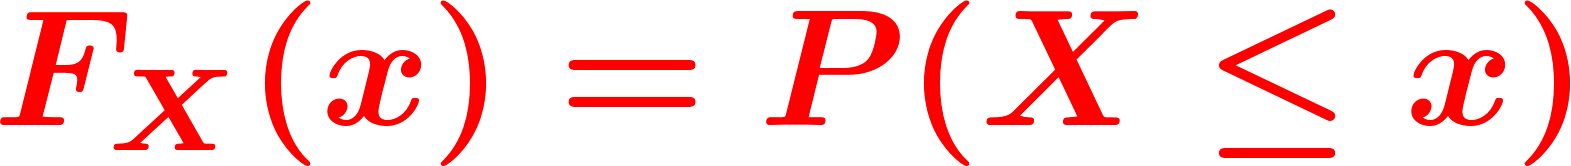 F_X(x) = P(X ≤ x)